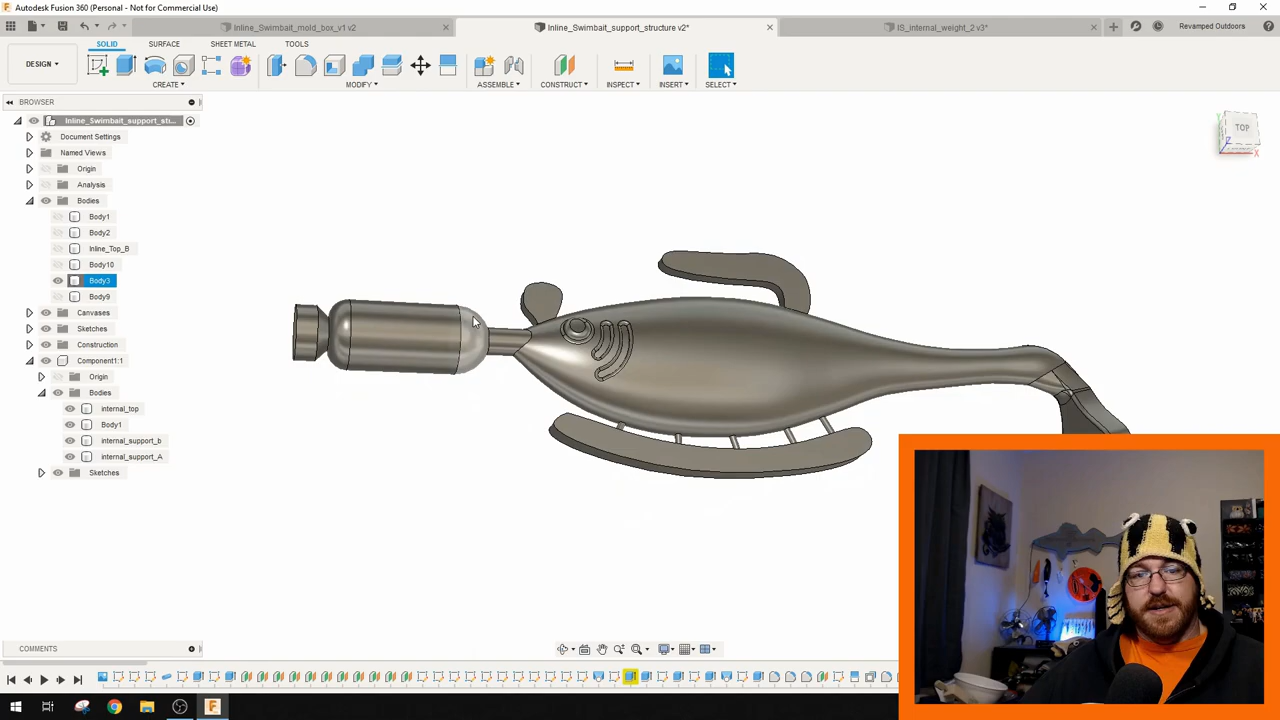 Autodesk Fusion 360 (Personal - Not for Commercial Use)
Inline_Swimbait_mold_box_v1 v2
Inline_Swimbait_support_structure v2*
IS_internal_weight_2 v3*
Revamped Outdoors
SOLID
SURFACE
SHEET METAL
TOOLS
DESIGN
CREATE
MODIFY
ASSEMBLE
CONSTRUCT
INSPECT
INSERT
SELECT
BROWSER
Inline_Swimbait_support_str...
Document Settings
Named Views
Origin
Analysis
Bodies
Body1
Body2
Inline_Top_B
Body10
Body3
Body9
Canvases
Sketches
Construction
Component1:1
Origin
Bodies
internal_top
Body1
internal_support_b
internal_support_A
Sketches
TOP
Z
X
COMMENTS